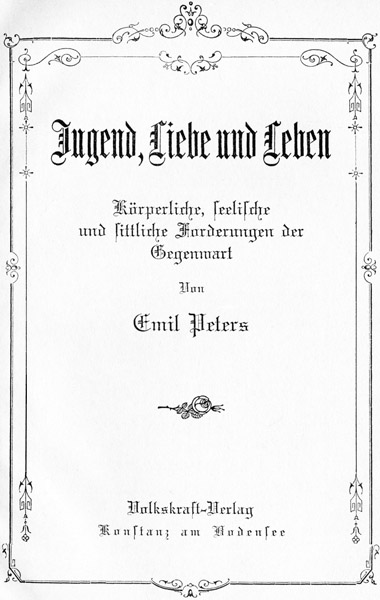 Jugend, Liebe und Leben
Körperliche, seelische
und sittliche Forderungen der
Gegenwart
Von
Emil Peters
Volkskraft-Verlag
Konstanz am Bodensee